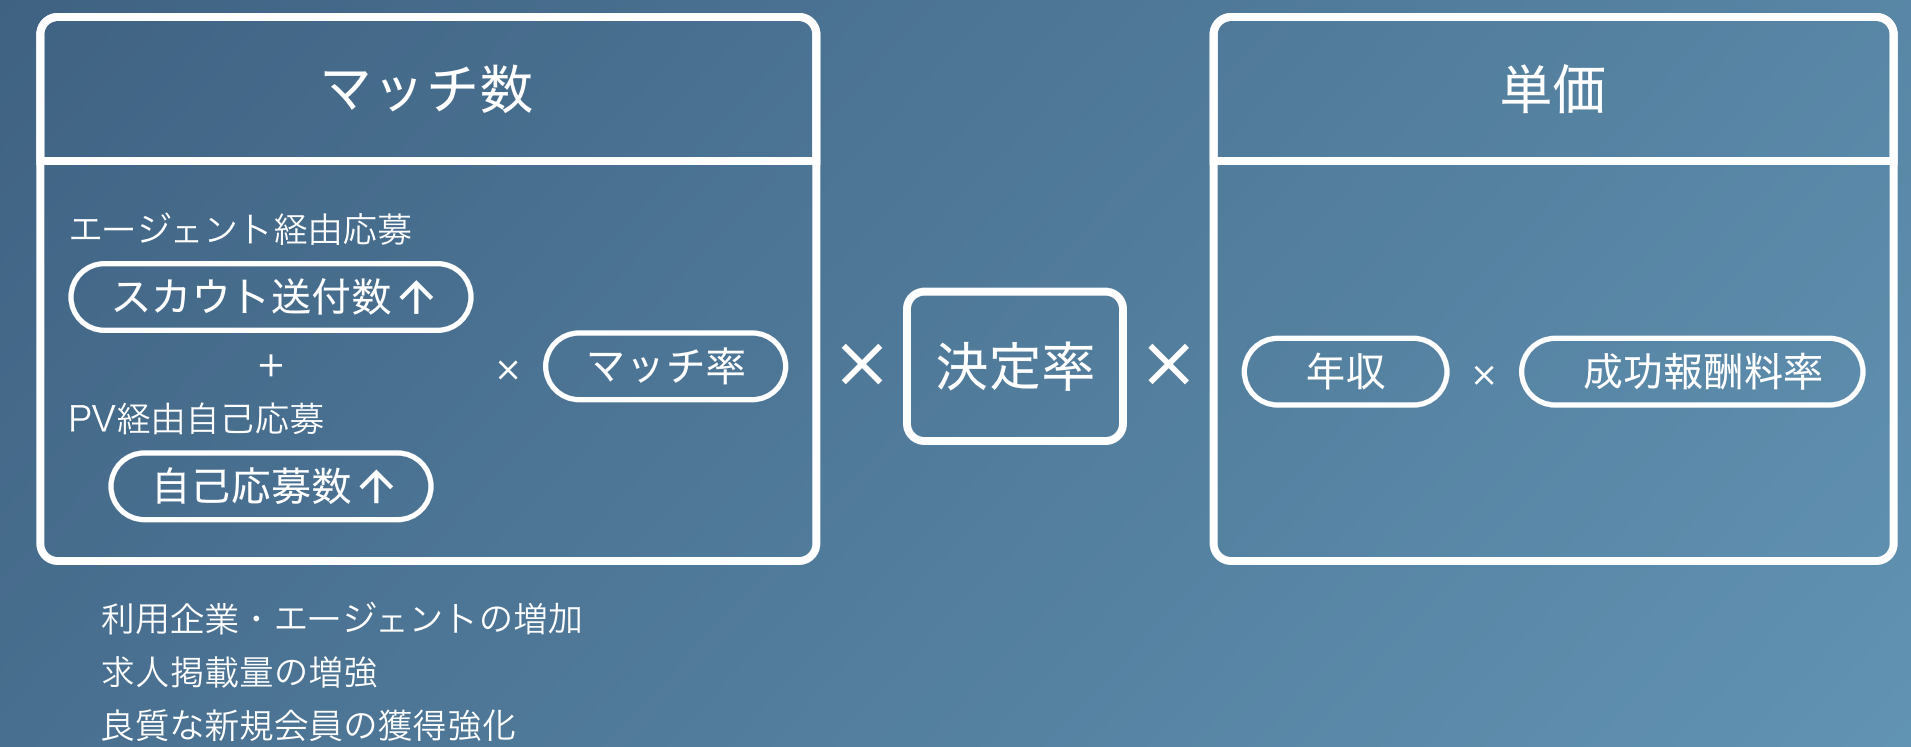 マッチ数
エージェント経由応募
スカウト送付数↑
+
PV経由自己応募
自己応募数↑
×
マッチ率
×
決定率
×
単価
年収
×
成功報酬料率
利用企業・エージェントの増加
求人掲載量の増強
良質な新規会員の獲得強化